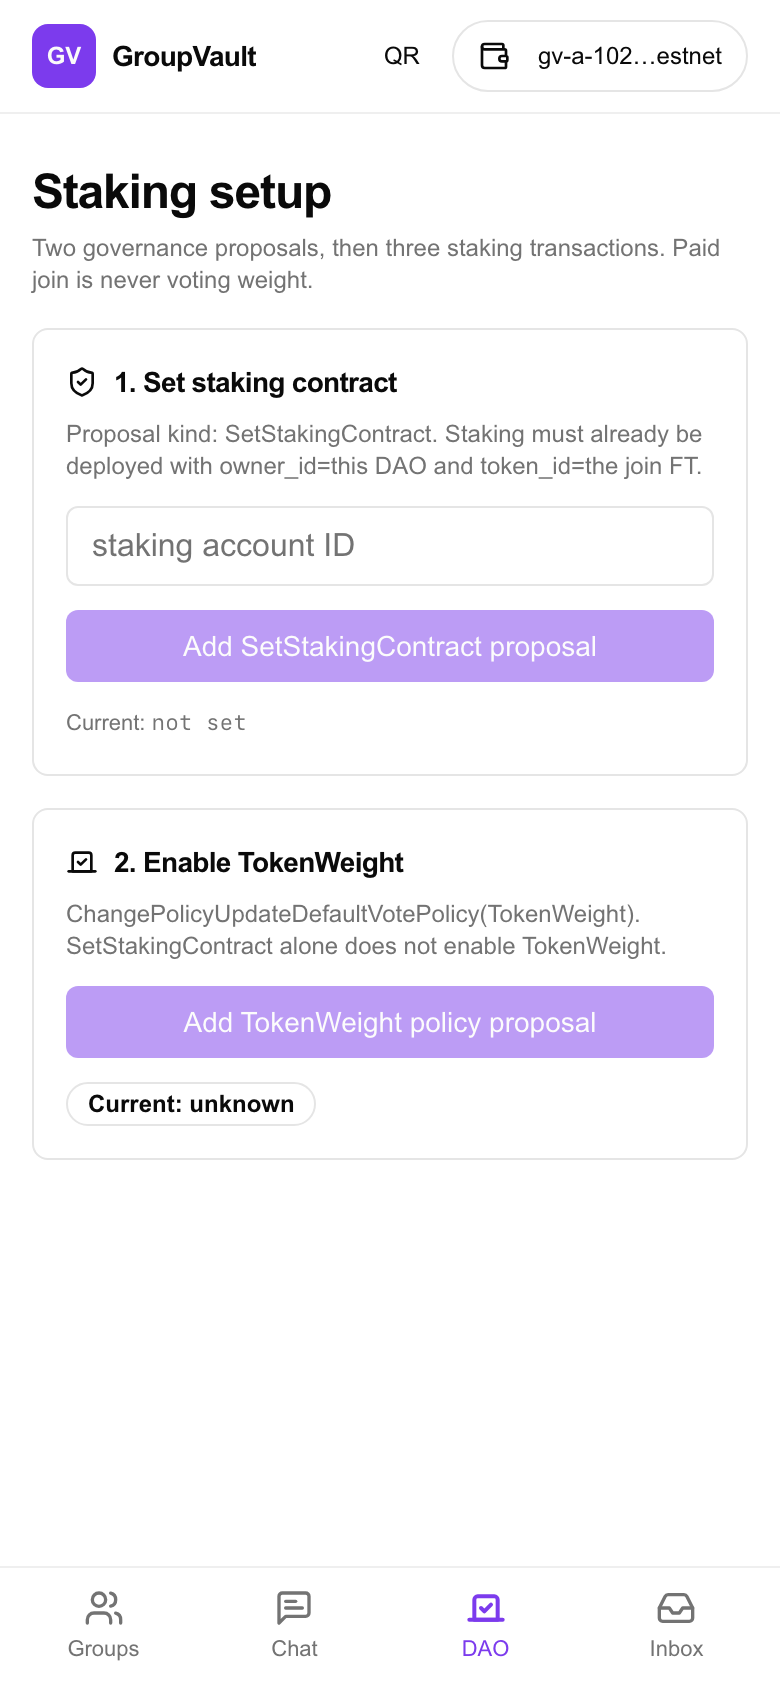 GV GroupVault QR gv-a-102…estnet
Staking setup
Two governance proposals, then three staking transactions. Paid
join is never voting weight.
1. Set staking contract
Proposal kind: SetStakingContract. Staking must already be
deployed with owner_id=this DAO and token_id=the join FT.
staking account ID
Add SetStakingContract proposal
Current: not set
2. Enable TokenWeight
ChangePolicyUpdateDefaultVotePolicy(TokenWeight).
SetStakingContract alone does not enable TokenWeight.
Add TokenWeight policy proposal
Current: unknown
Groups Chat DAO Inbox